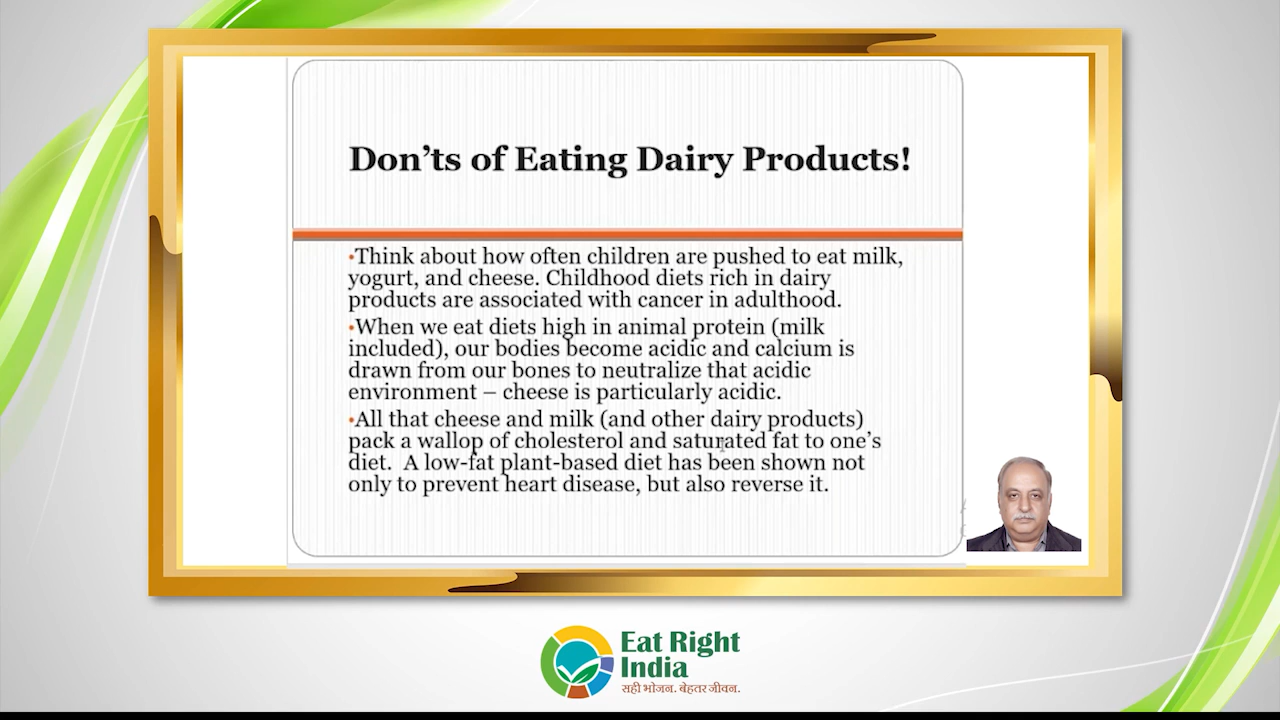 Don’ts of Eating Dairy Products!
•Think about how often children are pushed to eat milk,
yogurt, and cheese. Childhood diets rich in dairy
products are associated with cancer in adulthood.
•When we eat diets high in animal protein (milk
included), our bodies become acidic and calcium is
drawn from our bones to neutralize that acidic
environment – cheese is particularly acidic.
•All that cheese and milk (and other dairy products)
pack a wallop of cholesterol and saturated fat to one’s
diet.  A low-fat plant-based diet has been shown not
only to prevent heart disease, but also reverse it.
Eat Right
India
सही भोजन. बेहतर जीवन.